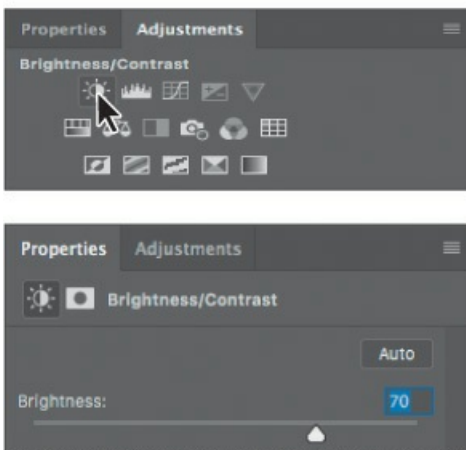 Properties Adjustments
Brightness/Contrast
Properties Adjustments
Brightness/Contrast
Auto
Brightness: 70